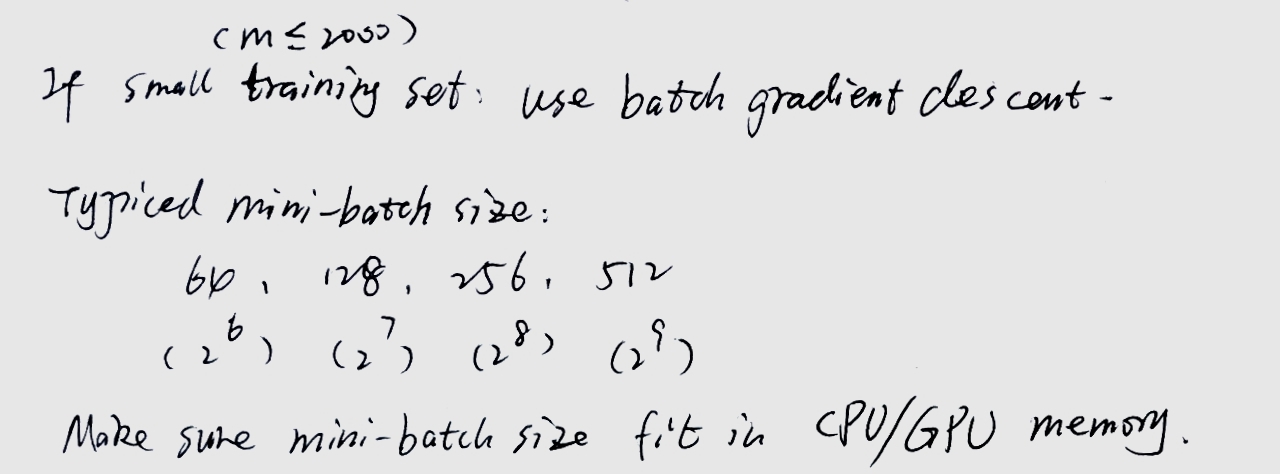 (m ≤ 2000)
If small training set: use batch gradient descent.
Typical mini-batch size:
64, 128, 256, 512
(2^6) (2^7) (2^8) (2^9)
Make sure mini-batch size fit in CPU/GPU memory.